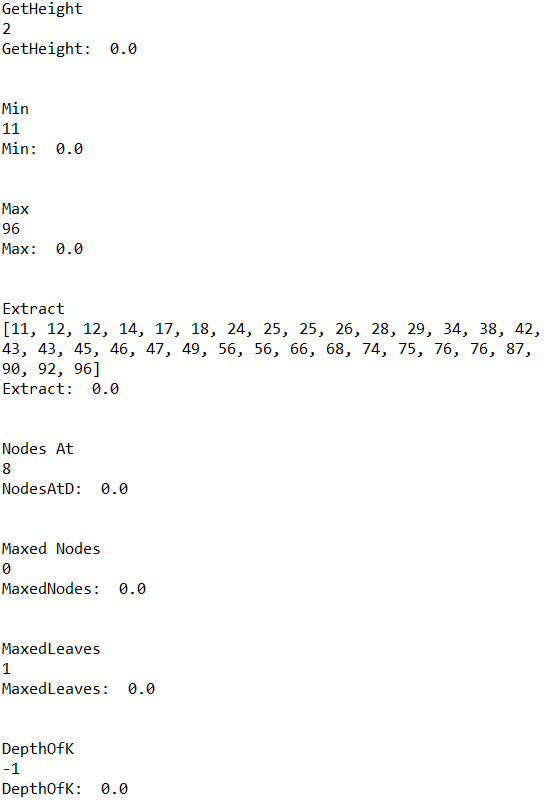 GetHeight
2
GetHeight:  0.0
Min
11
Min:  0.0
Max
96
Max:  0.0
Extract
[11, 12, 12, 14, 17, 18, 24, 25, 25, 26, 28, 29, 34, 38, 42,
43, 43, 45, 46, 47, 49, 56, 56, 66, 68, 74, 75, 76, 76, 87,
90, 92, 96]
Extract:  0.0
Nodes At
8
NodesAtD:  0.0
Maxed Nodes
0
MaxedNodes:  0.0
MaxedLeaves
1
MaxedLeaves:  0.0
DepthOfK
-1
DepthOfK:  0.0